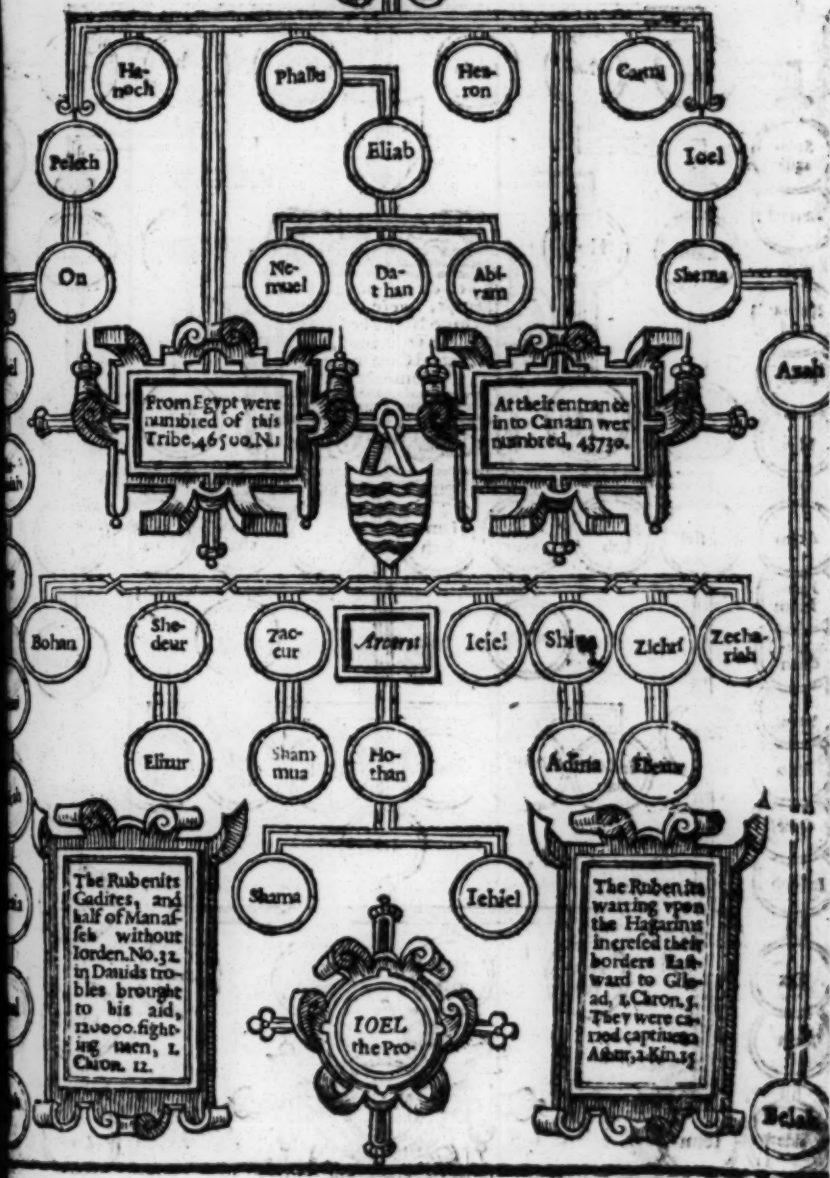 Ha-
noch
Phallu
Hez-
ron
Carmi
Peleth
Eliab
Ioel
On
Ne-
muel
Da-
than
Abi-
ram
Shema
Azah
From Egypt were
numbred of this
Tribe, 46500. Nu
At their entrance
into Canaan wer
numbred, 43730.
Bohan
She-
deur
Zac-
cur
Ieiel
Zichri
Zecha-
riah
Elizur
Sham-
mua
Ho-
than
Adina
Eliezur
Shama
Iehiel
The Rubenits
Gadites, and
half of Manas-
seh without
Iorden. No. 32.
in Dauids tro-
bles brought
to his aid,
120000. fight-
ing men, 1.
Chron. 12.
IOEL
the Pro-
The Rubenits
warring vpon
the Hagarims
incresed their
borders East-
ward to Gile-
ad, 1. Chron. 5.
They were ca-
ried captiue to
Ashur, 2. Kin. 15
Belah